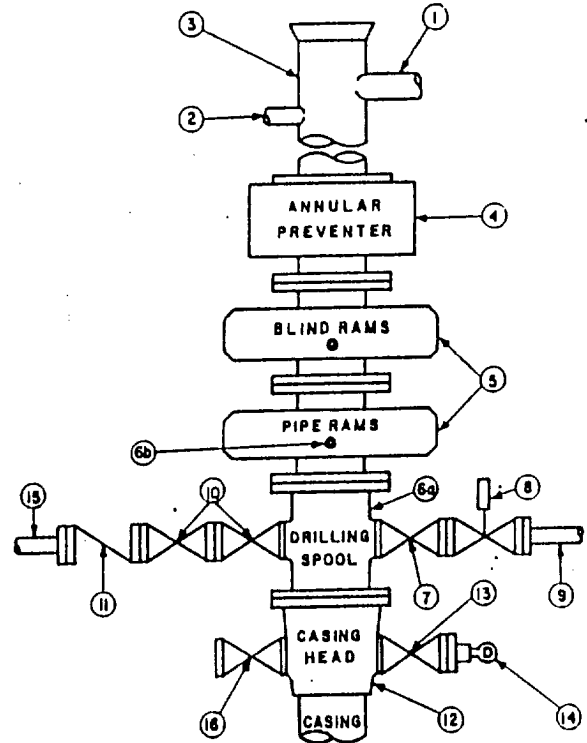 1
3
2
ANNULAR
PREVENTER
4
BLIND RAMS
5
PIPE RAMS
6b
6a
8
15
10
DRILLING
SPOOL
11
7
9
13
CASING
HEAD
16
12
14
CASING